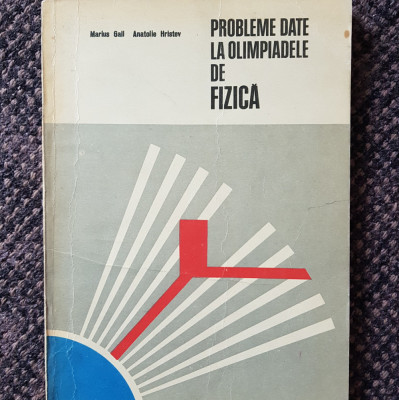 Marius Gall Anatolie Hristev
PROBLEME DATE
LA OLIMPIADELE
DE
FIZICĂ